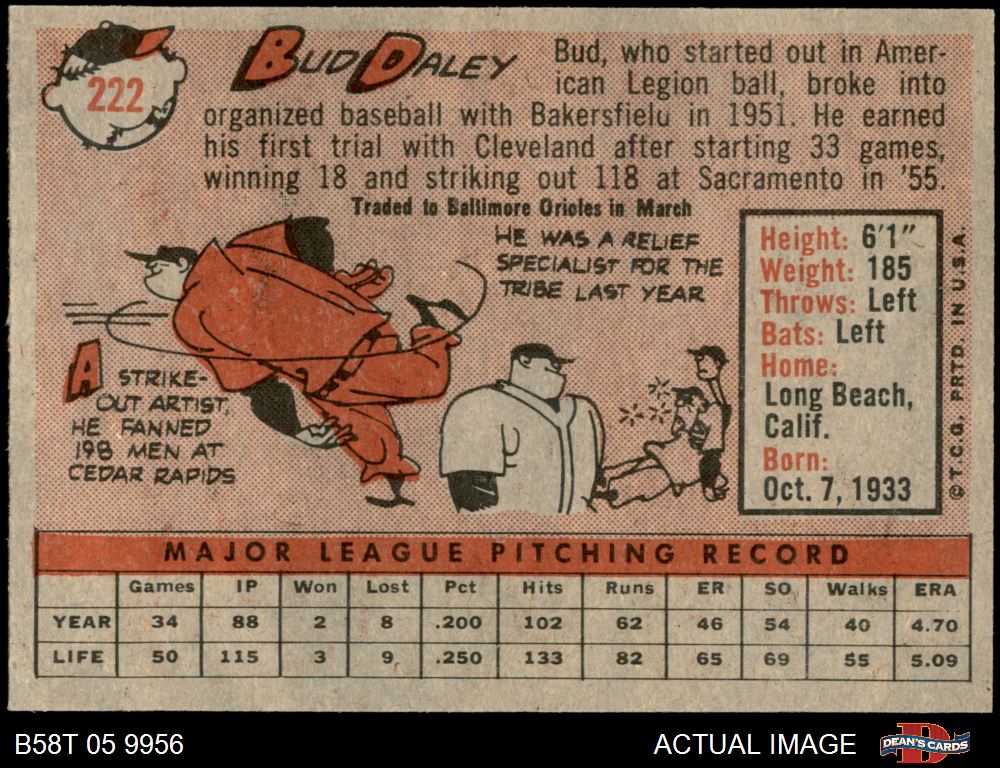 222
BUD DALEY
Bud, who started out in Amer-
ican Legion ball, broke into
organized baseball with Bakersfield in 1951. He earned
his first trial with Cleveland after starting 33 games,
winning 18 and striking out 118 at Sacramento in '55.
Traded to Baltimore Orioles in March
HE WAS A RELIEF
SPECIALIST FOR THE
TRIBE LAST YEAR
A STRIKE-
OUT ARTIST,
HE FANNED
198 MEN AT
CEDAR RAPIDS
Height: 6'1"
Weight: 185
Throws: Left
Bats: Left
Home:
Long Beach,
Calif.
Born:
Oct. 7, 1933
© T.C.G. PRTD. IN U.S.A.
MAJOR LEAGUE PITCHING RECORD
Games IP Won Lost Pct Hits Runs ER SO Walks ERA
YEAR 34 88 2 8 .200 102 62 46 54 40 4.70
LIFE 50 115 3 9 .250 133 82 65 69 55 5.09
B58T 05 9956
ACTUAL IMAGE
DEAN'S CARDS